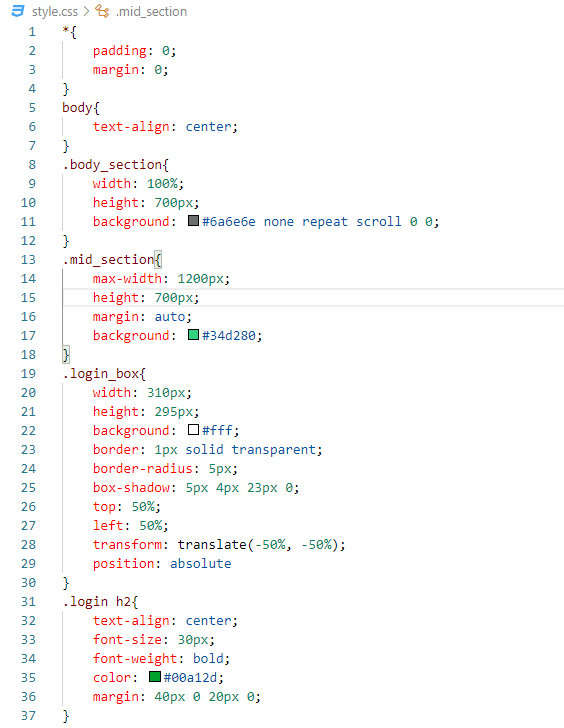 style.css > .mid_section
1 *{
2 padding: 0;
3 margin: 0;
4 }
5 body{
6 text-align: center;
7 }
8 .body_section{
9 width: 100%;
10 height: 700px;
11 background: #6a6e6e none repeat scroll 0 0;
12 }
13 .mid_section{
14 max-width: 1200px;
15 height: 700px;
16 margin: auto;
17 background: #34d280;
18 }
19 .login_box{
20 width: 310px;
21 height: 295px;
22 background: #fff;
23 border: 1px solid transparent;
24 border-radius: 5px;
25 box-shadow: 5px 4px 23px 0;
26 top: 50%;
27 left: 50%;
28 transform: translate(-50%, -50%);
29 position: absolute
30 }
31 .login h2{
32 text-align: center;
33 font-size: 30px;
34 font-weight: bold;
35 color: #00a12d;
36 margin: 40px 0 20px 0;
37 }